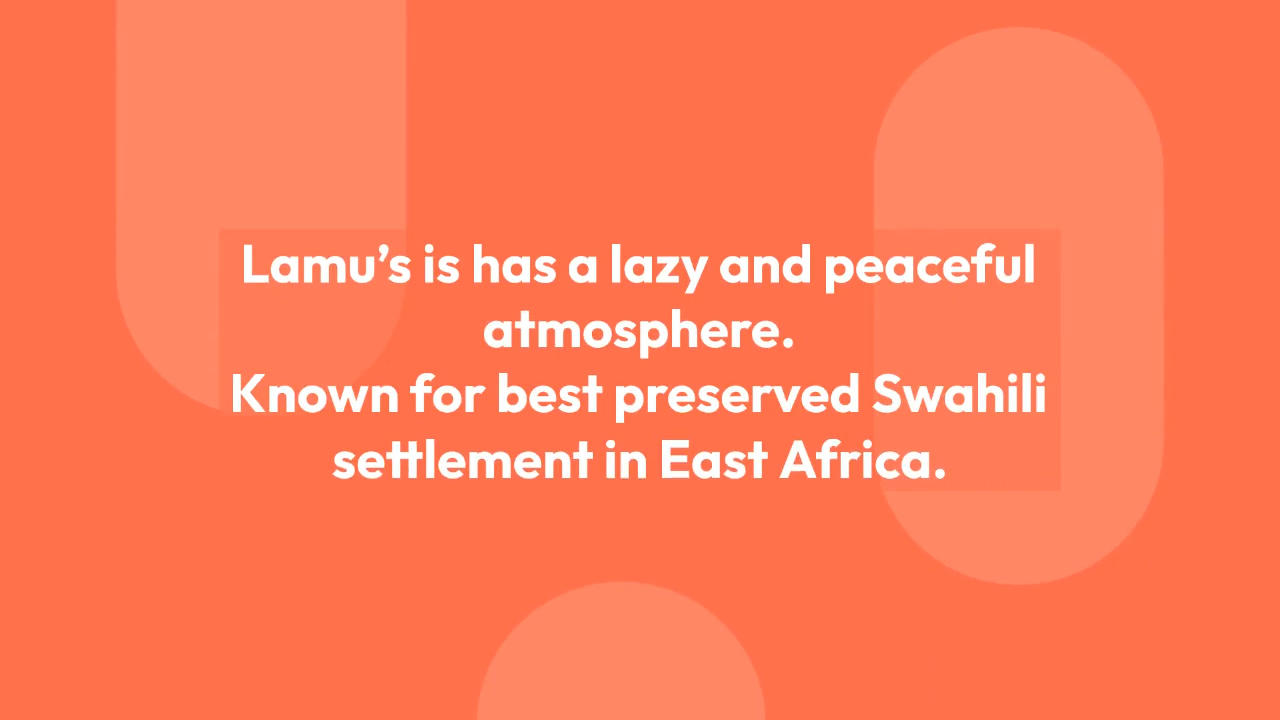 Lamu’s is has a lazy and peaceful
atmosphere.
Known for best preserved Swahili
settlement in East Africa.